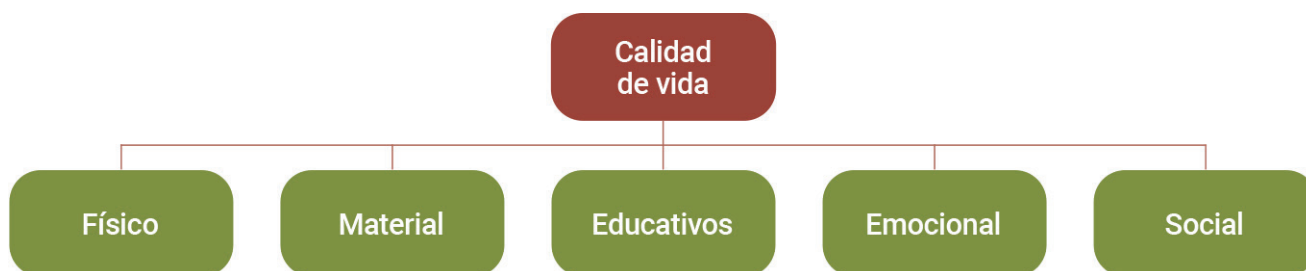 Calidad
de vida
Físico
Material
Educativos
Emocional
Social